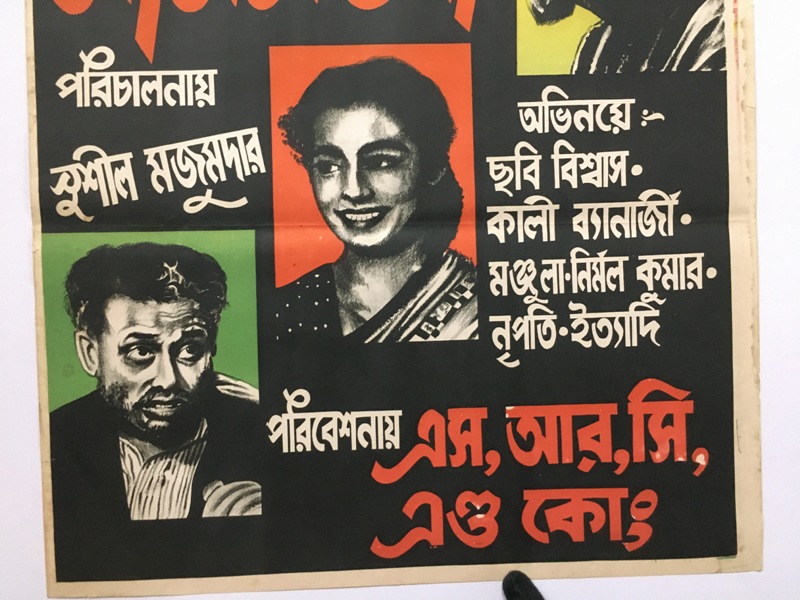 পরিচালনায়
সুশীল মজুমদার
অভিনয়ে :-
ছবি বিশ্বাস •
কালী ব্যানার্জী •
মঞ্জুলা • নির্মল কুমার •
নৃপতি • ইত্যাদি
পরিবেশনায়
এস, আর, সি,
এণ্ড কোং